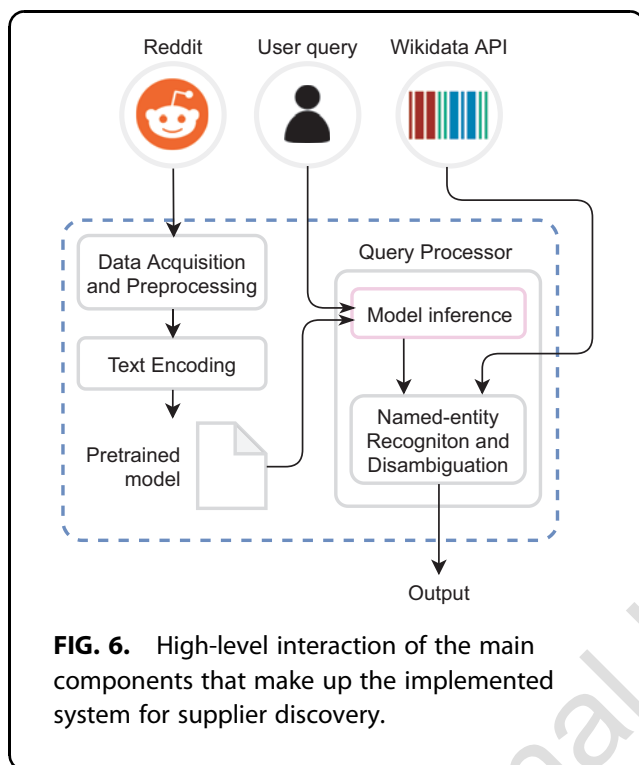 Reddit
User query
Wikidata API
Data Acquisition
and Preprocessing
Text Encoding
Pretrained
model
Query Processor
Model inference
Named-entity
Recogniton and
Disambiguation
Output
FIG. 6. High-level interaction of the main
components that make up the implemented
system for supplier discovery.